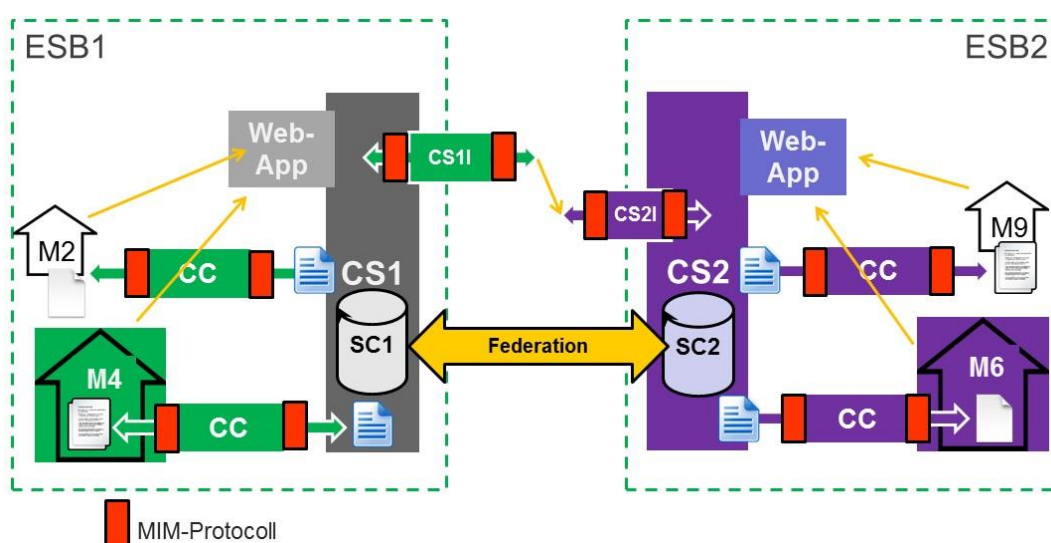 ESB1
ESB2
Web-
App
CS1I
Web-
App
CS2I
M2
M9
CC
CS1
CS2
CC
SC1
Federation
SC2
M4
M6
CC
CC
MIM-Protocoll